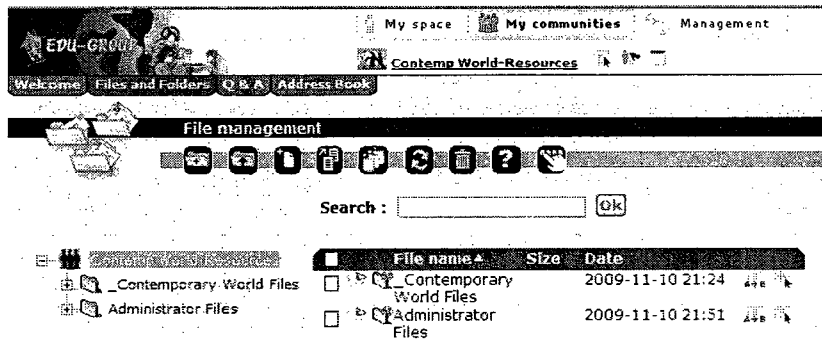 My space My communities Management
EDU-GROUP
Contemp World-Resources
Welcome Files and Folders Q & A Address Book
File management
Search : Ok
File name Size Date
_Contemporary World Files
_Contemporary World Files 2009-11-10 21:24
Administrator Files
Administrator Files 2009-11-10 21:51